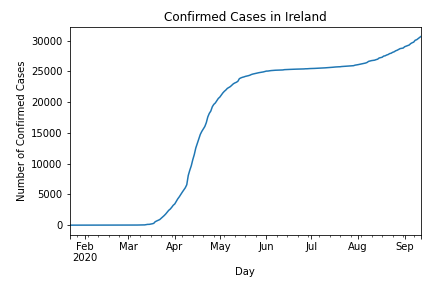 Confirmed Cases in Ireland
Number of Confirmed Cases
30000
25000
20000
15000
10000
5000
0
Feb Mar Apr May Jun Jul Aug Sep
2020
Day